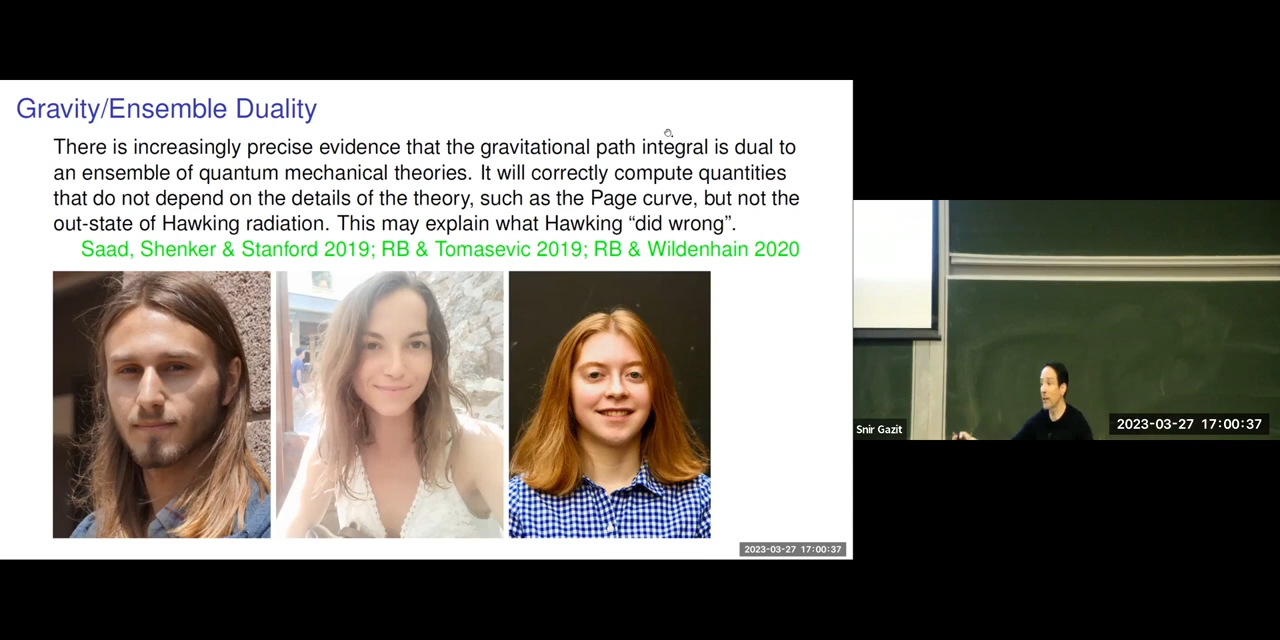 Gravity/Ensemble Duality
There is increasingly precise evidence that the gravitational path integral is dual to
an ensemble of quantum mechanical theories. It will correctly compute quantities
that do not depend on the details of the theory, such as the Page curve, but not the
out-state of Hawking radiation. This may explain what Hawking “did wrong”.
Saad, Shenker & Stanford 2019; RB & Tomasevic 2019; RB & Wildenhain 2020
2023-03-27 17:00:37
Snir Gazit
2023-03-27 17:00:37